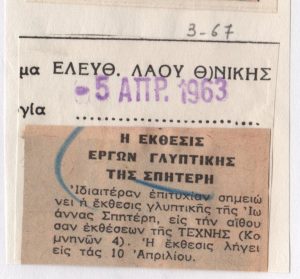 3-67
μα ΕΛΕΥΘ. ΛΑΟΥ Θ)ΝΙΚΗΣ
-5 ΑΠΡ. 1963
γία
Η ΕΚΘΕΣΙΣ
ΕΡΓΩΝ ΓΛΥΠΤΙΚΗΣ
ΤΗΣ ΣΠΗΤΕΡΗ
Ἰδιαιτέραν ἐπιτυχίαν σημειώ
νει ἡ ἔκθεσις γλυπτικῆς τῆς Ἰω
άννας Σπητέρη, εἰς τὴν αἴθου
σαν ἐκθέσεων τῆς ΤΕΧΝΗΣ (Κο
μνηνῶν 4). Ἡ ἔκθεσις λήγει
εἰς τὰς 10 Ἀπριλίου.